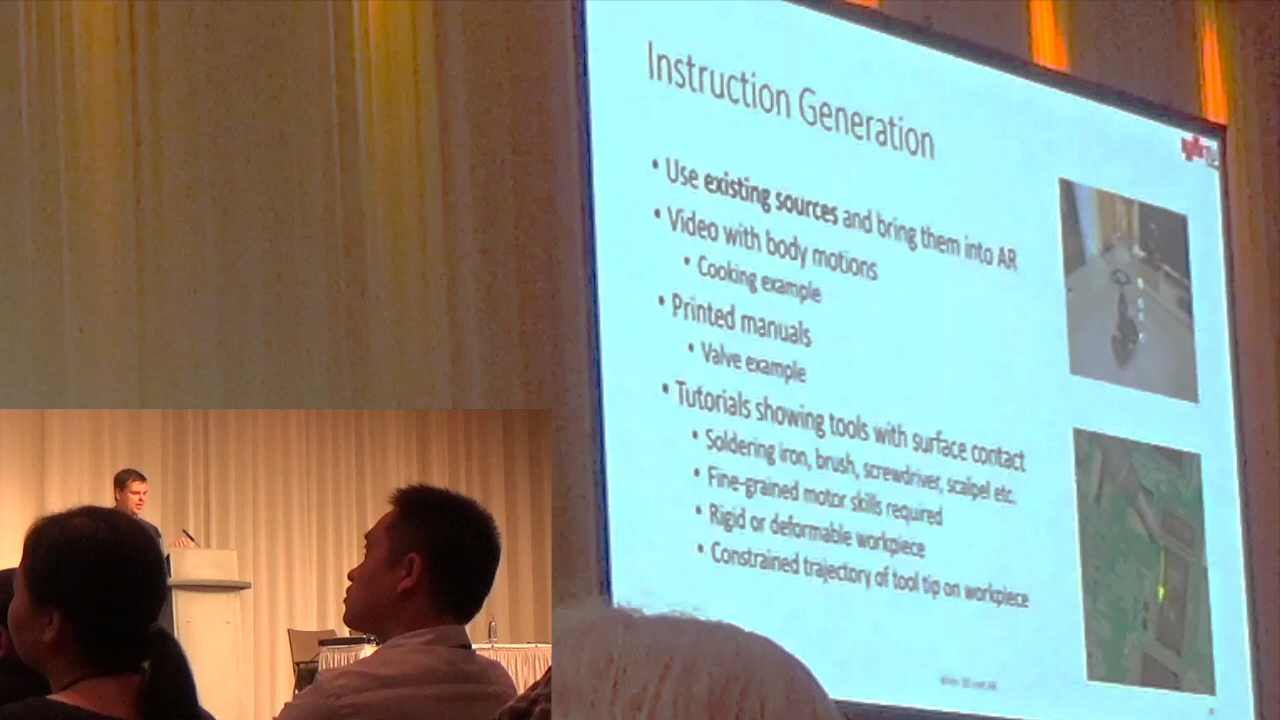 Instruction Generation
• Use existing sources and bring them into AR
• Video with body motions
• Cooking example
• Printed manuals
• Valve example
• Tutorials showing tools with surface contact
• Soldering iron, brush, screwdriver, scalpel etc.
• Fine-grained motor skills required
• Rigid or deformable workpiece
• Constrained trajectory of tool tip on workpiece